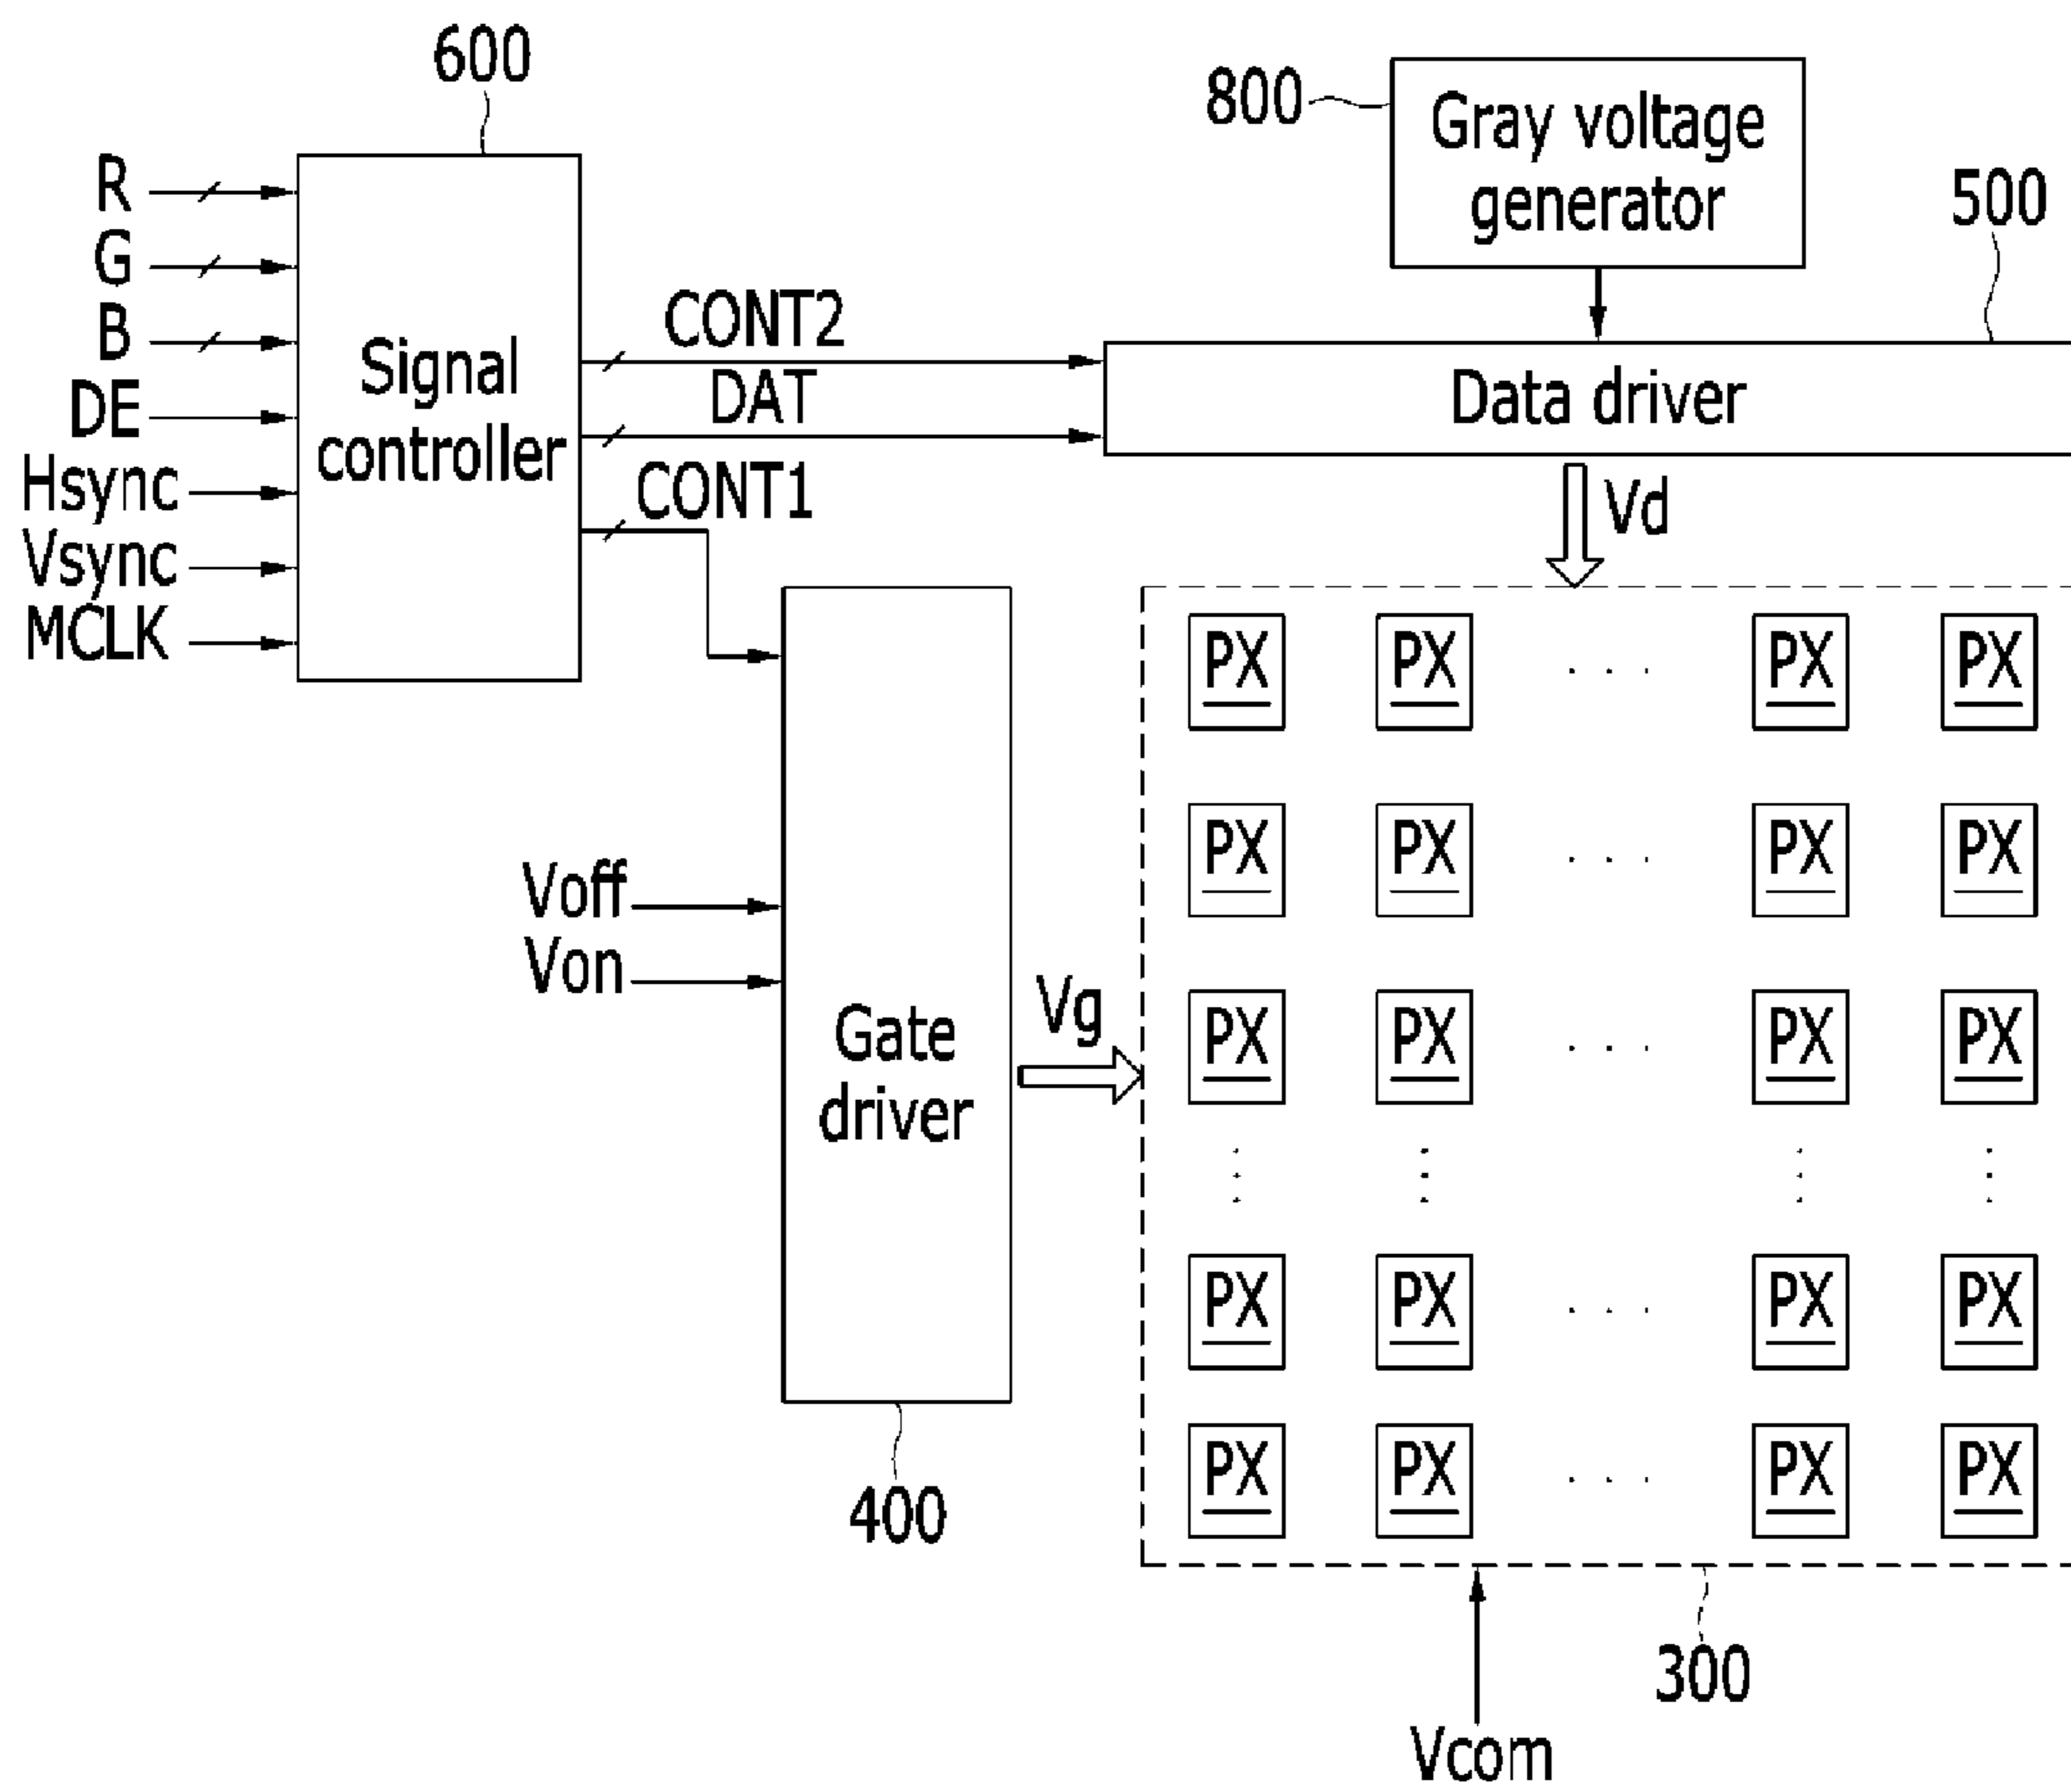 600
800
Gray voltage
generator
500
R
G
B
DE
Hsync
Vsync
MCLK
Signal
controller
CONT2
DAT
CONT1
Data driver
Vd
Voff
Von
Gate
driver
Vg
PX PX . . . PX PX
PX PX . . . PX PX
PX PX . . . PX PX
PX PX . . . PX PX
PX PX . . . PX PX
400
300
Vcom